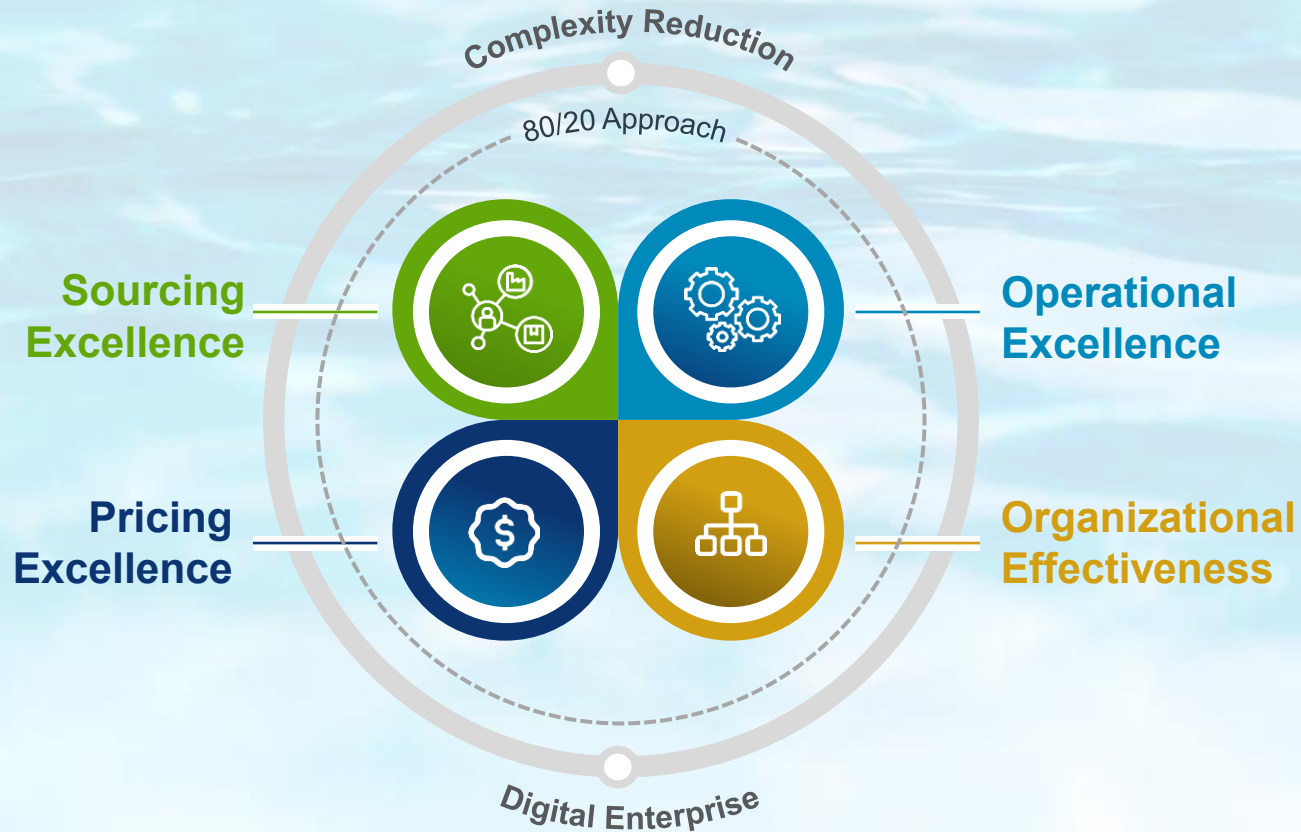 Complexity Reduction
80/20 Approach
Sourcing
Excellence
Operational
Excellence
$
Pricing
Excellence
Organizational
Effectiveness
Digital Enterprise